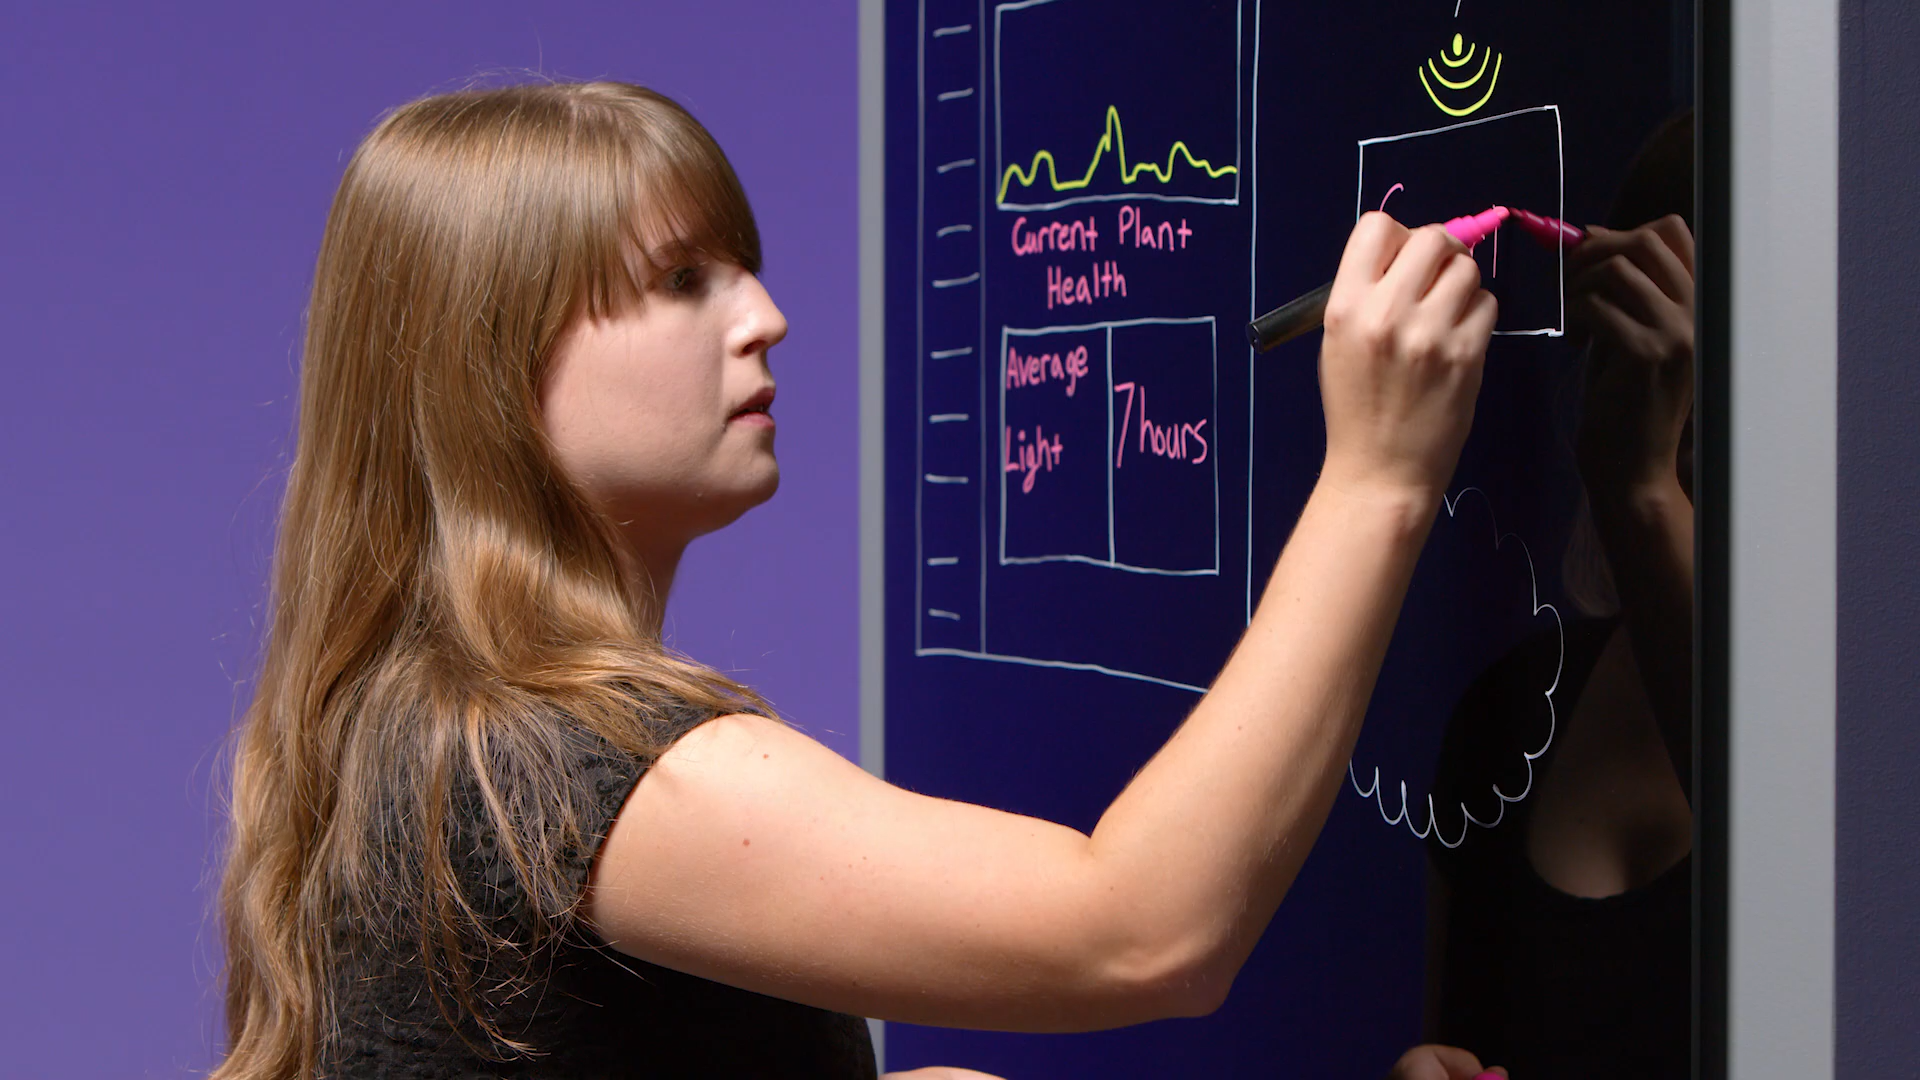 Current Plant
Health
Average
Light
7 hours